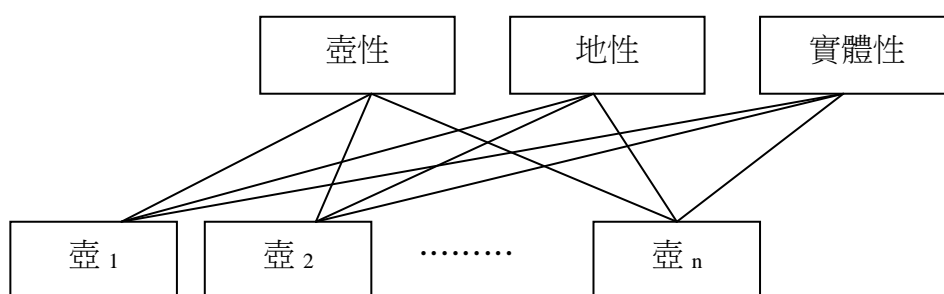 壺性 地性 實體性
壺 1 壺 2 ......... 壺 n